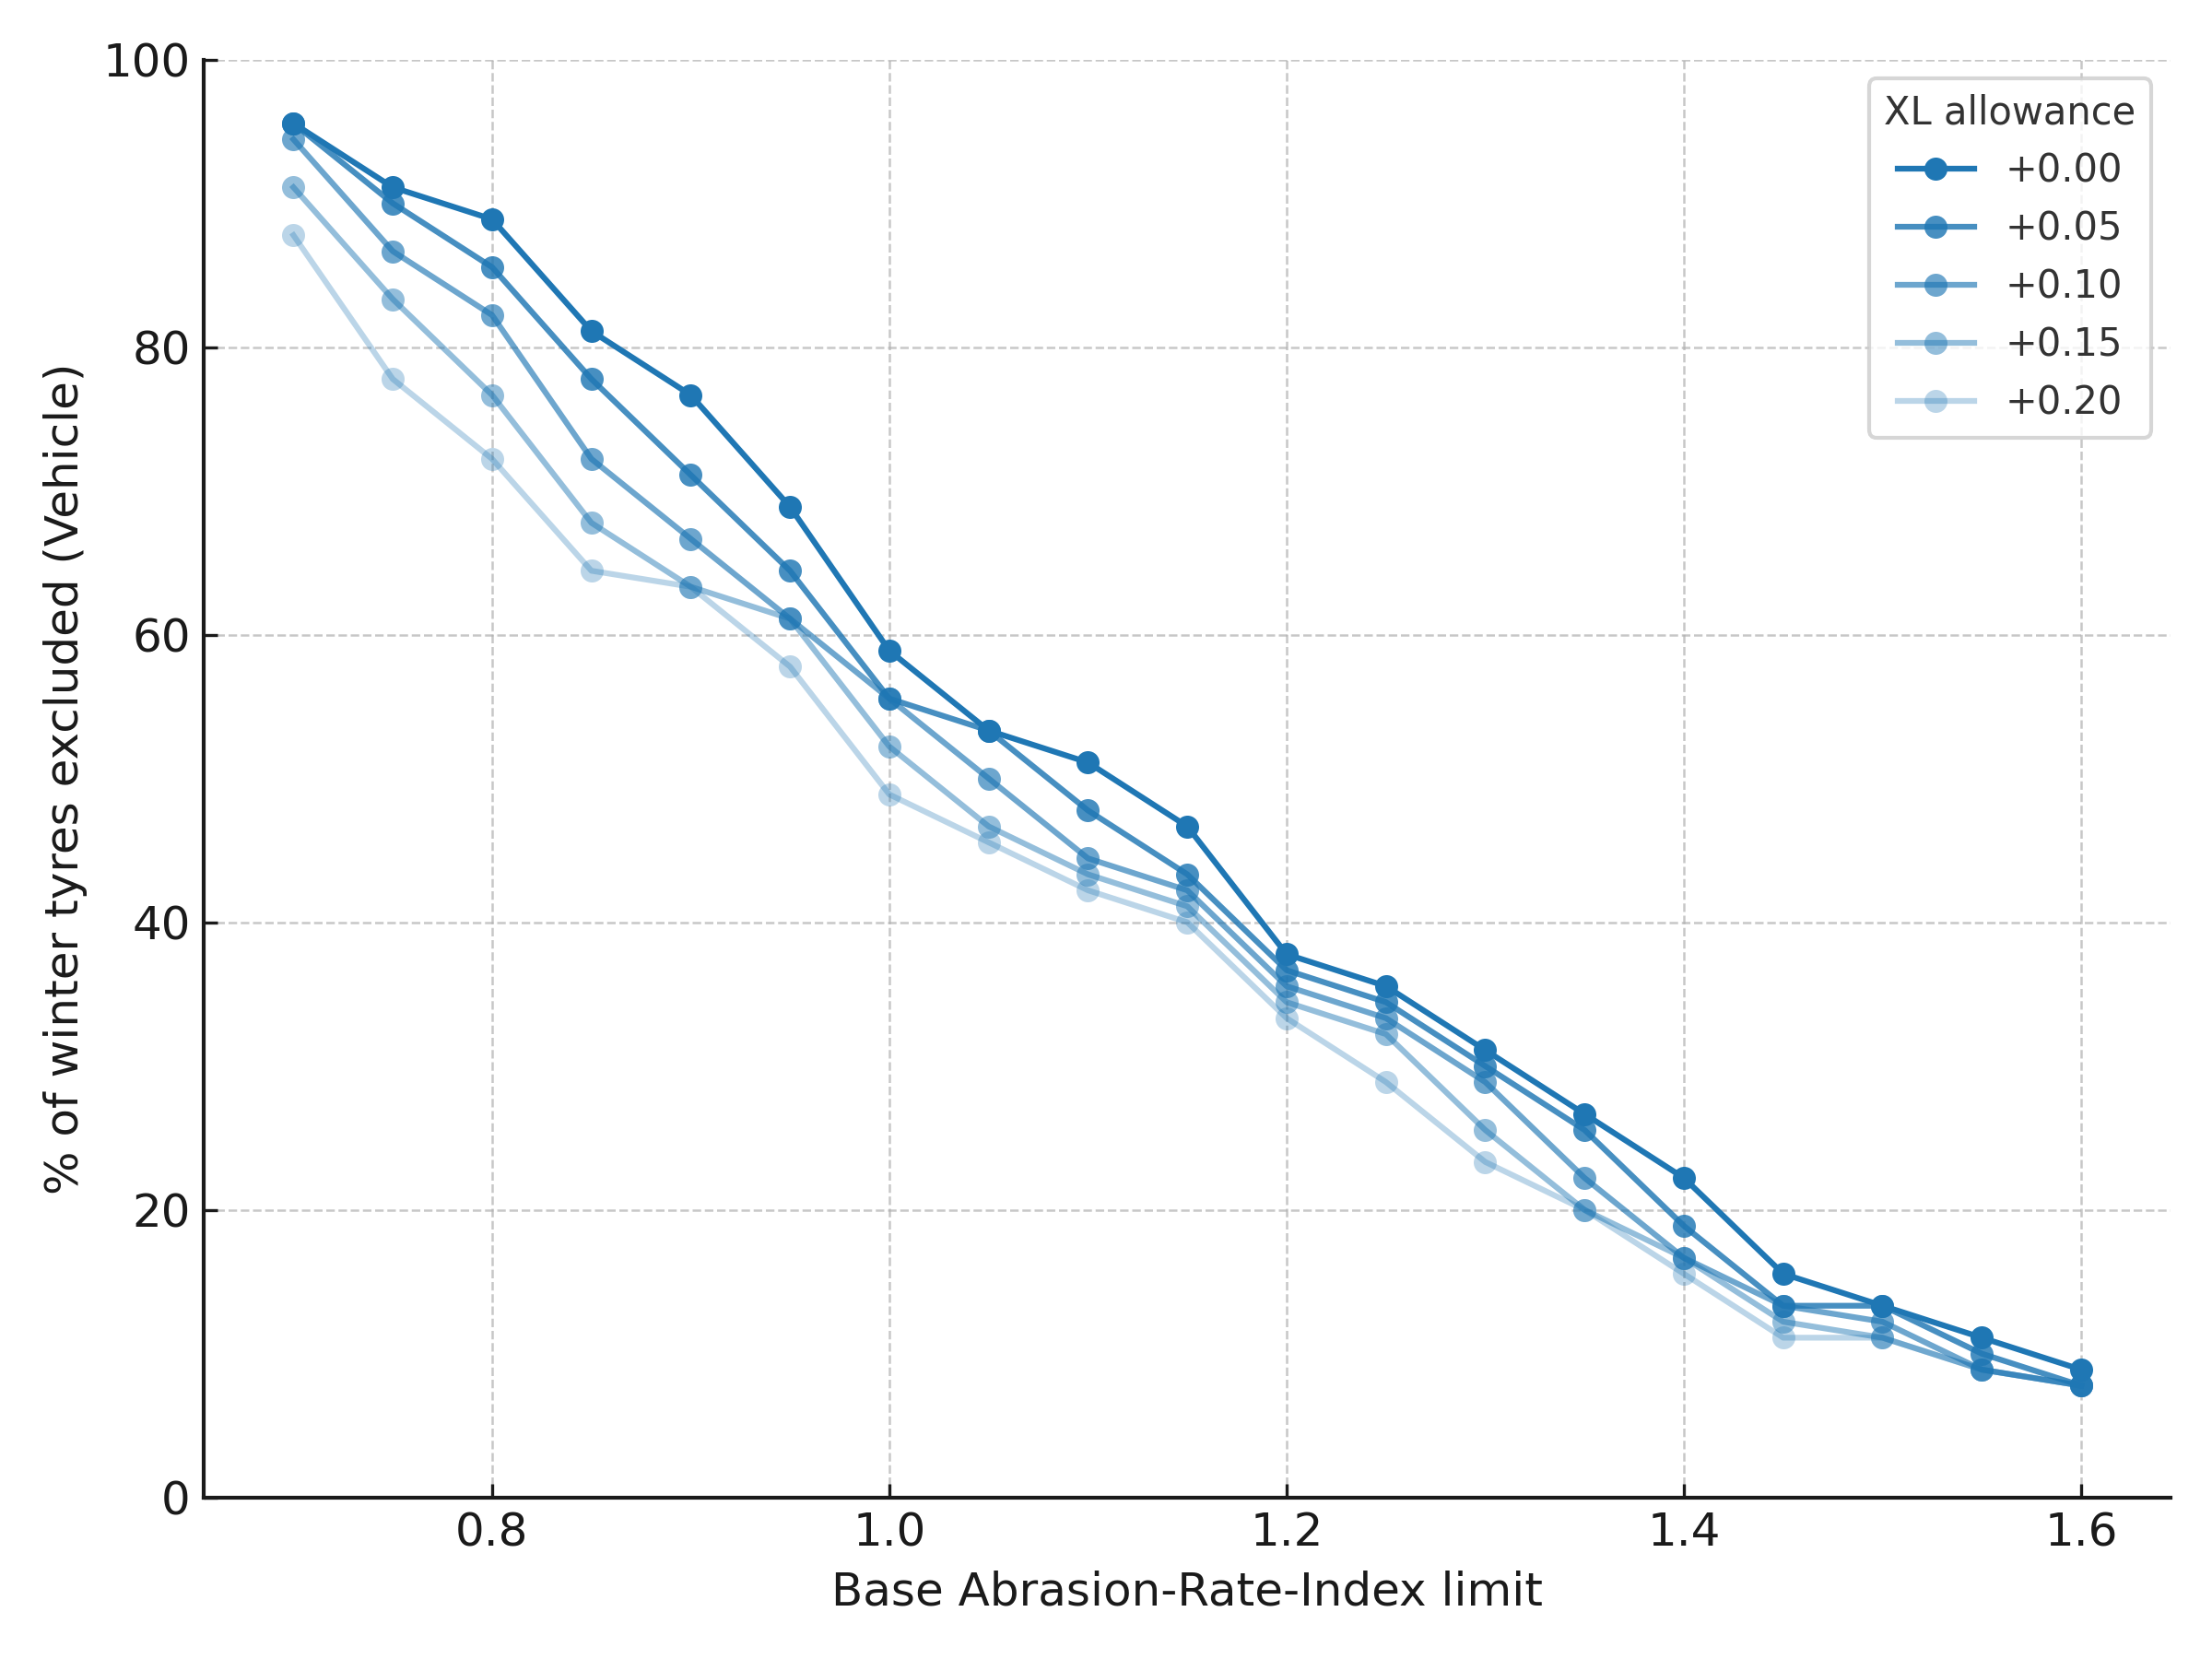 100
80
60
40
20
0
% of winter tyres excluded (Vehicle)
XL allowance
+0.00
+0.05
+0.10
+0.15
+0.20
0.8 1.0 1.2 1.4 1.6
Base Abrasion-Rate-Index limit